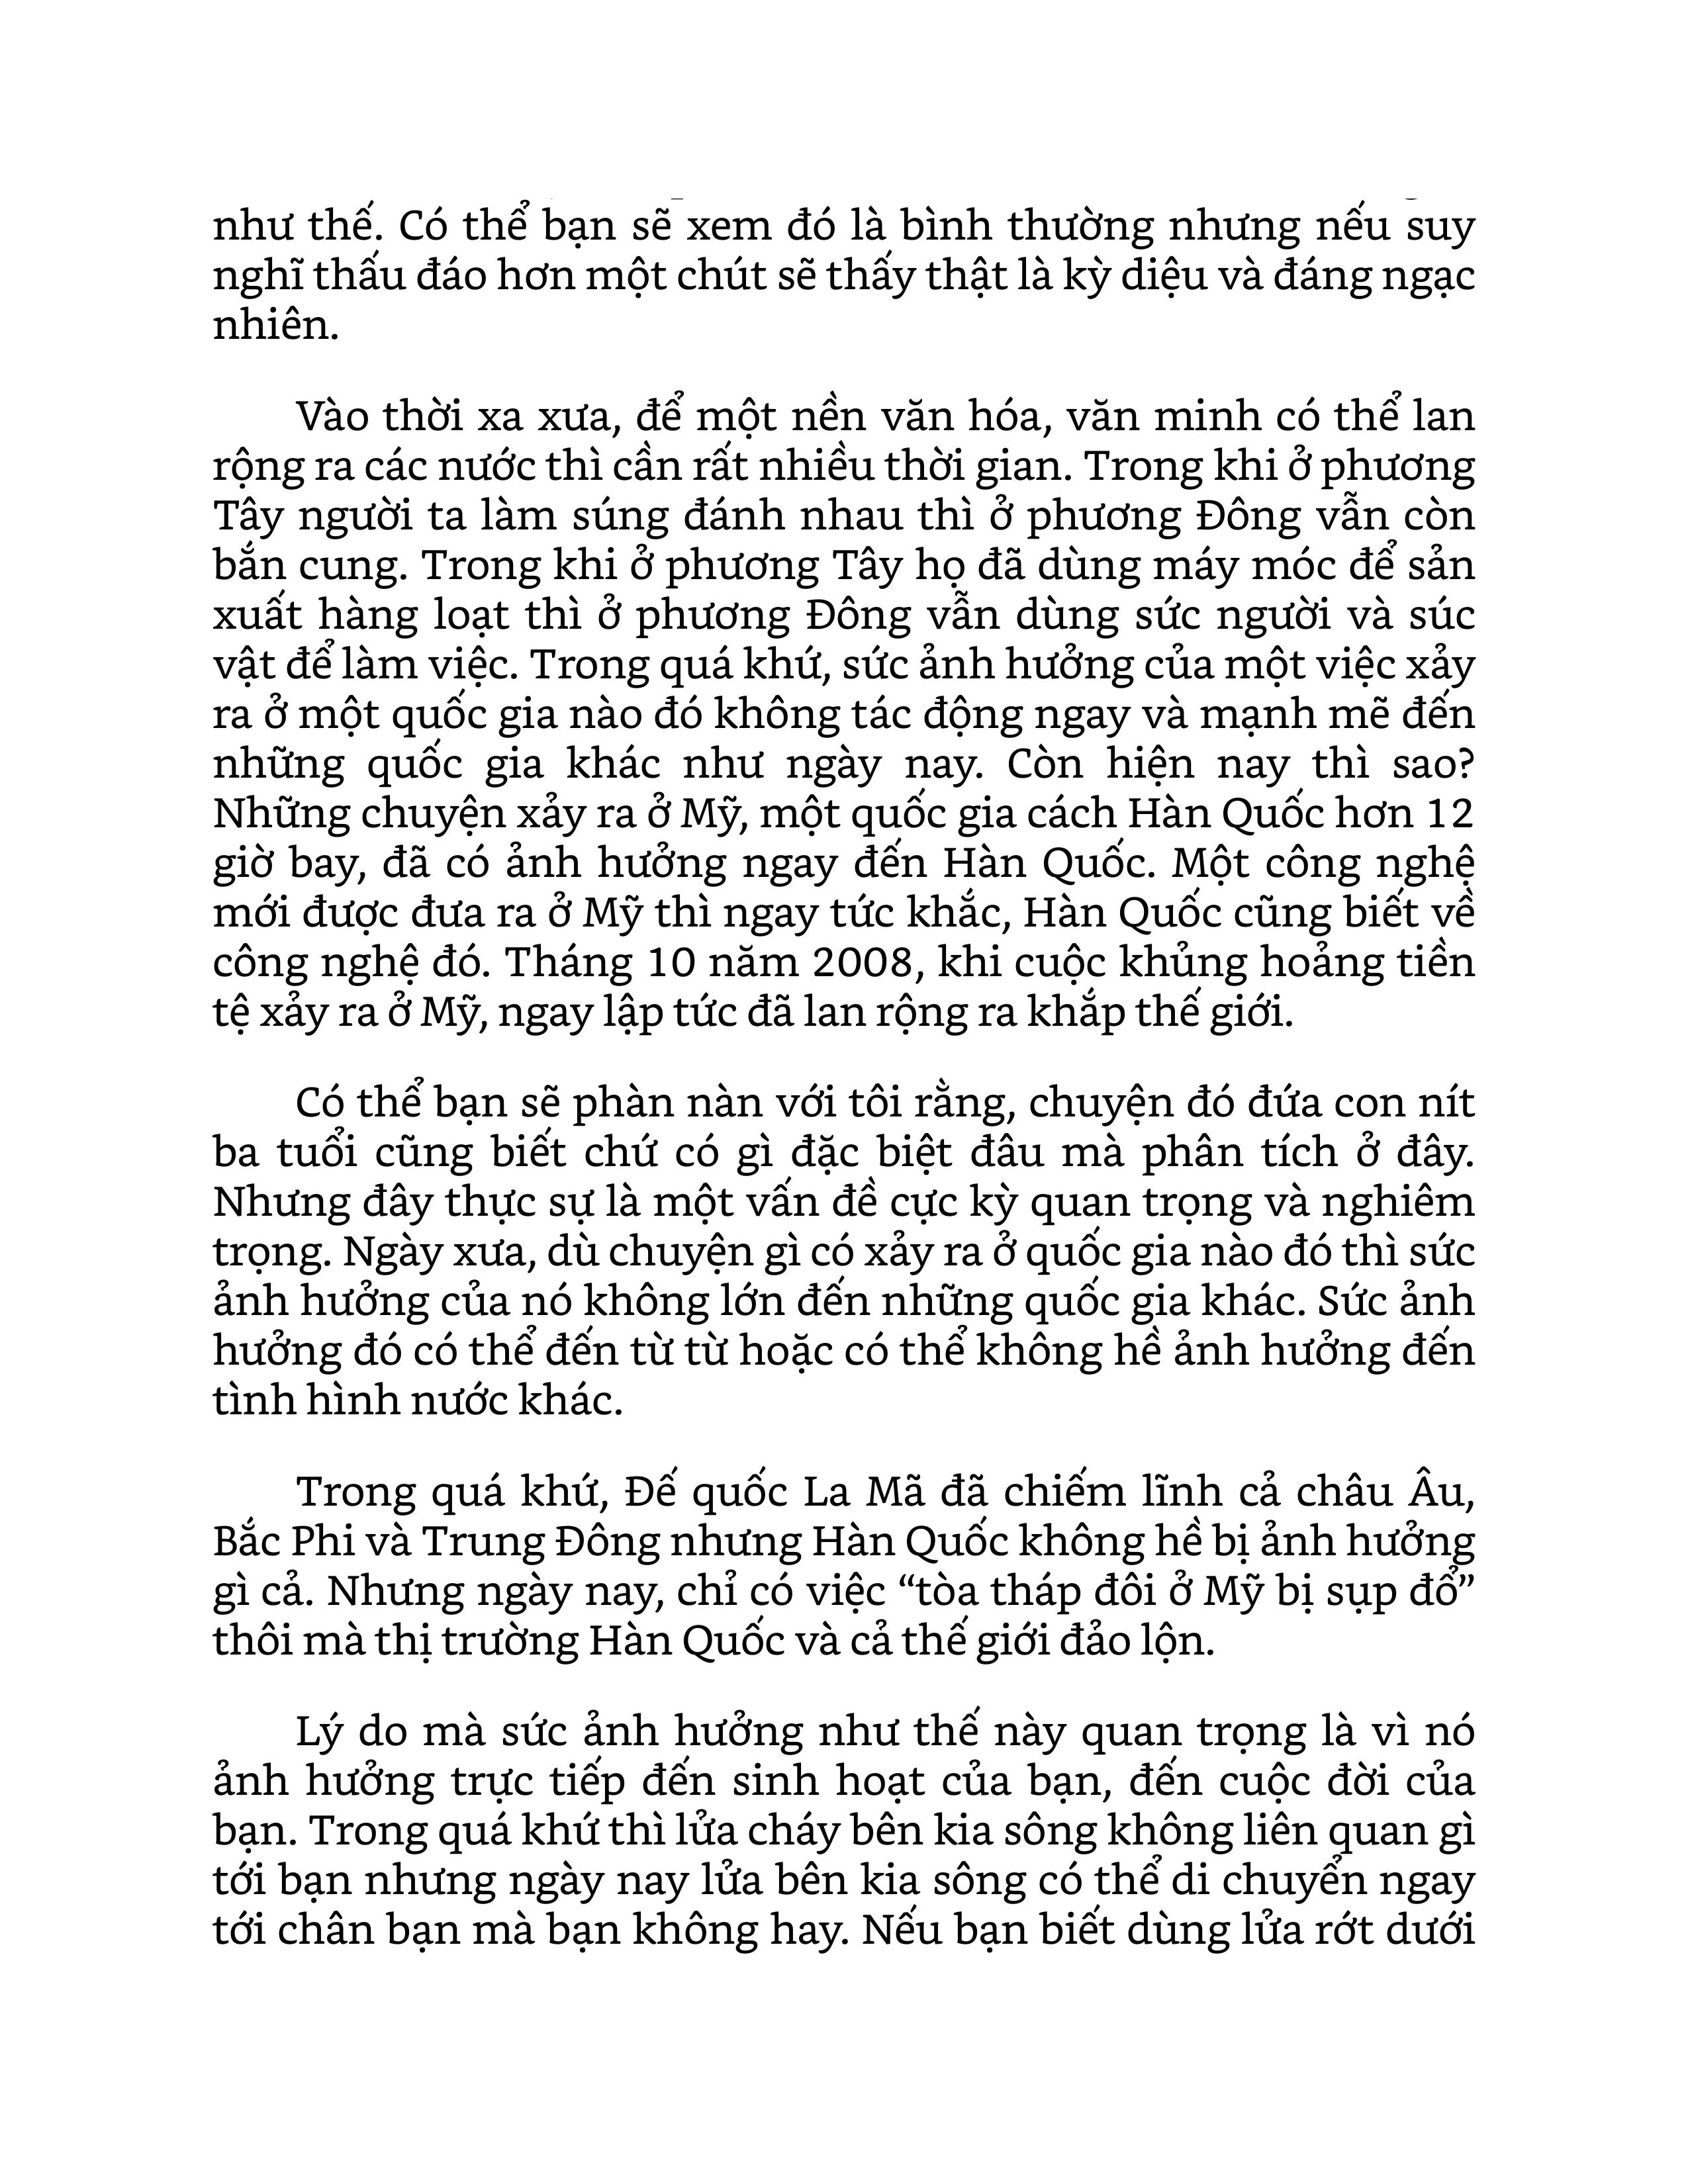 như thế. Có thể bạn sẽ xem đó là bình thường nhưng nếu suy
nghĩ thấu đáo hơn một chút sẽ thấy thật là kỳ diệu và đáng ngạc
nhiên.
Vào thời xa xưa, để một nền văn hóa, văn minh có thể lan
rộng ra các nước thì cần rất nhiều thời gian. Trong khi ở phương
Tây người ta làm súng đánh nhau thì ở phương Đông vẫn còn
bắn cung. Trong khi ở phương Tây họ đã dùng máy móc để sản
xuất hàng loạt thì ở phương Đông vẫn dùng sức người và súc
vật để làm việc. Trong quá khứ, sức ảnh hưởng của một việc xảy
ra ở một quốc gia nào đó không tác động ngay và mạnh mẽ đến
những quốc gia khác như ngày nay. Còn hiện nay thì sao?
Những chuyện xảy ra ở Mỹ, một quốc gia cách Hàn Quốc hơn 12
giờ bay, đã có ảnh hưởng ngay đến Hàn Quốc. Một công nghệ
mới được đưa ra ở Mỹ thì ngay tức khắc, Hàn Quốc cũng biết về
công nghệ đó. Tháng 10 năm 2008, khi cuộc khủng hoảng tiền
tệ xảy ra ở Mỹ, ngay lập tức đã lan rộng ra khắp thế giới.
Có thể bạn sẽ phàn nàn với tôi rằng, chuyện đó đứa con nít
ba tuổi cũng biết chứ có gì đặc biệt đâu mà phân tích ở đây.
Nhưng đây thực sự là một vấn đề cực kỳ quan trọng và nghiêm
trọng. Ngày xưa, dù chuyện gì có xảy ra ở quốc gia nào đó thì sức
ảnh hưởng của nó không lớn đến những quốc gia khác. Sức ảnh
hưởng đó có thể đến từ từ hoặc có thể không hề ảnh hưởng đến
tình hình nước khác.
Trong quá khứ, Đế quốc La Mã đã chiếm lĩnh cả châu Âu,
Bắc Phi và Trung Đông nhưng Hàn Quốc không hề bị ảnh hưởng
gì cả. Nhưng ngày nay, chỉ có việc “tòa tháp đôi ở Mỹ bị sụp đổ”
thôi mà thị trường Hàn Quốc và cả thế giới đảo lộn.
Lý do mà sức ảnh hưởng như thế này quan trọng là vì nó
ảnh hưởng trực tiếp đến sinh hoạt của bạn, đến cuộc đời của
bạn. Trong quá khứ thì lửa cháy bên kia sông không liên quan gì
tới bạn nhưng ngày nay lửa bên kia sông có thể di chuyển ngay
tới chân bạn mà bạn không hay. Nếu bạn biết dùng lửa rớt dưới